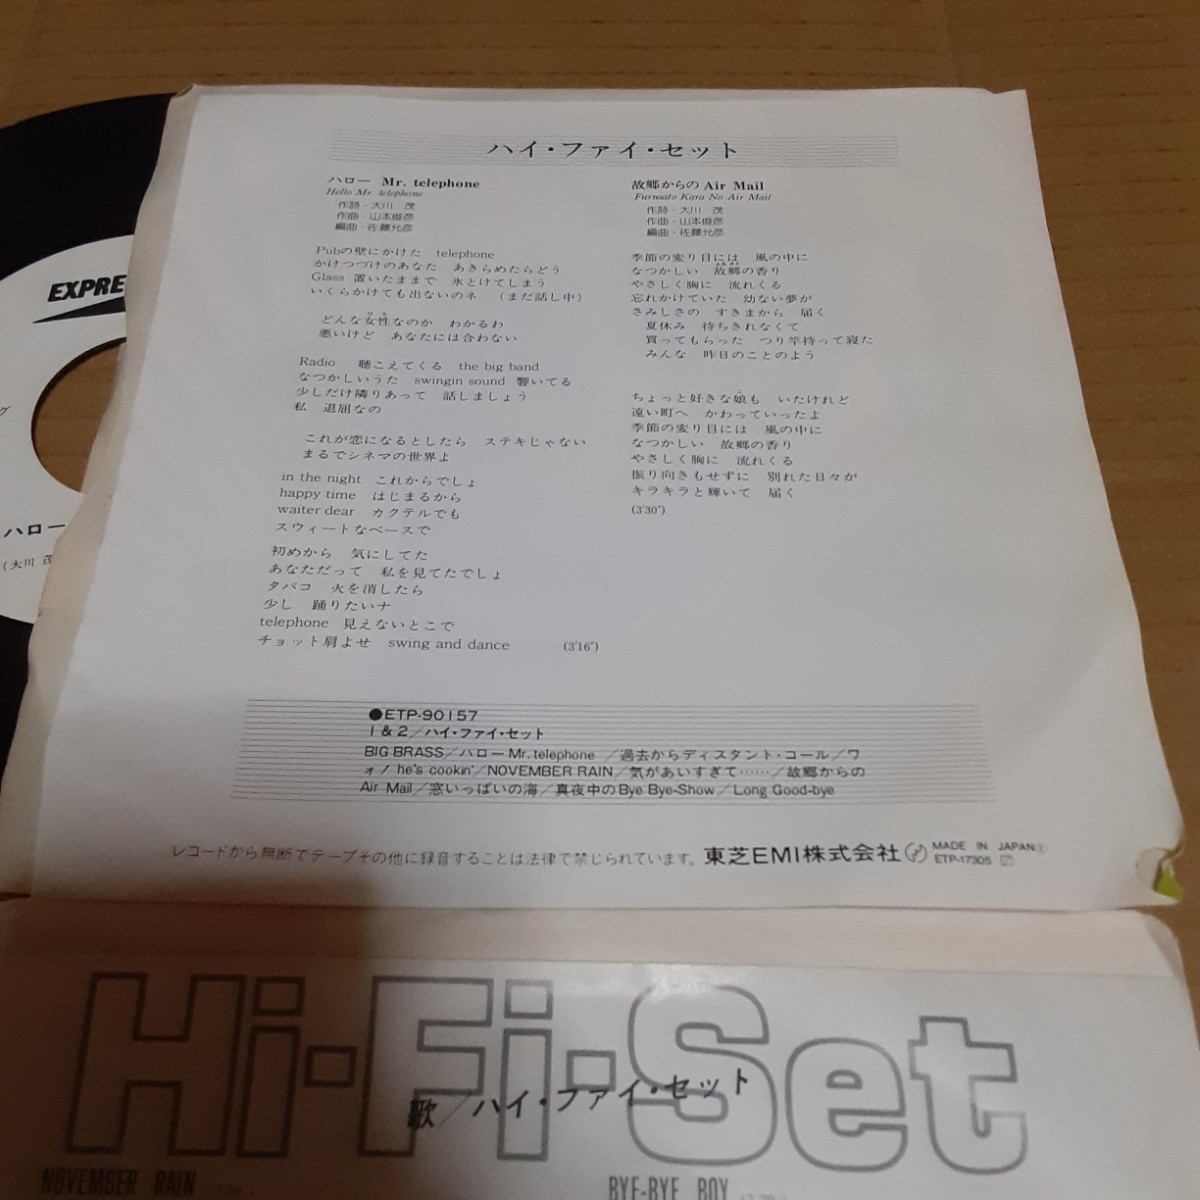 ハイ・ファイ・セット
ハロー Mr. telephone
Hello Mr. telephone
作詩・大川 茂
作曲・山本俊彦
編曲・佐藤允彦
Pubの壁にかけた telephone
かけつづけのあなた あきらめたらどう
Glass 置いたままで 氷とけてしまう
いくらかけても出ないのネ (まだ話し中)
どんな女性なのか わかるわ
悪いけど あなたには合わない
Radio 聴こえてくる the big band
なつかしいうた swingin sound 響いてる
少しだけ隣りあって 話しましょう
私 退屈なの
これが恋になるとしたら ステキじゃない
まるでシネマの世界よ
in the night これからでしょ
happy time はじまるから
waiter dear カクテルでも
スウィートなペースで
初めから 気にしてた
あなただって 私を見てたでしょ
タバコ 火を消したら
少し 踊りたいナ
telephone 見えないとこで
チョット肩よせ swing and dance (3'16")
故郷からの Air Mail
Furusato Kara No Air Mail
作詩・大川 茂
作曲・山本俊彦
編曲・佐藤允彦
季節の変り目には 風の中に
なつかしい 故郷の香り
やさしく胸に 流れくる
忘れかけていた 幼ない夢が
さみしさの すきまから 届く
夏休み 待ちきれなくて
買ってもらった つり竿持って寝た
みんな 昨日のことのよう
ちょっと好きな娘も いたけれど
遠い町へ かわっていったよ
季節の変り目には 風の中に
なつかしい 故郷の香り
やさしく胸に 流れくる
振り向きもせずに 別れた日々が
キラキラと輝いて 届く
(3'30")
●ETP-90157
1 & 2／ハイ・ファイ・セット
BIG BRASS／ハローMr. telephone ／過去からディスタント・コール／ワ
ォ！he's cookin'／NOVEMBER RAIN／気があいすぎて……／故郷からの
Air Mail／窓いっぱいの海／真夜中のBye Bye-Show／Long Good-bye
レコードから無断でテープその他に録音することは法律で禁じられています。 東芝EMI株式会社 MADE IN JAPAN
ETP-17305
EXPRE
グ
ハロー
(大川 茂
Hi-Fi-Set
歌／ハイ・ファイ・セット
NOVEMBER RAIN
BYE-BYE BOY